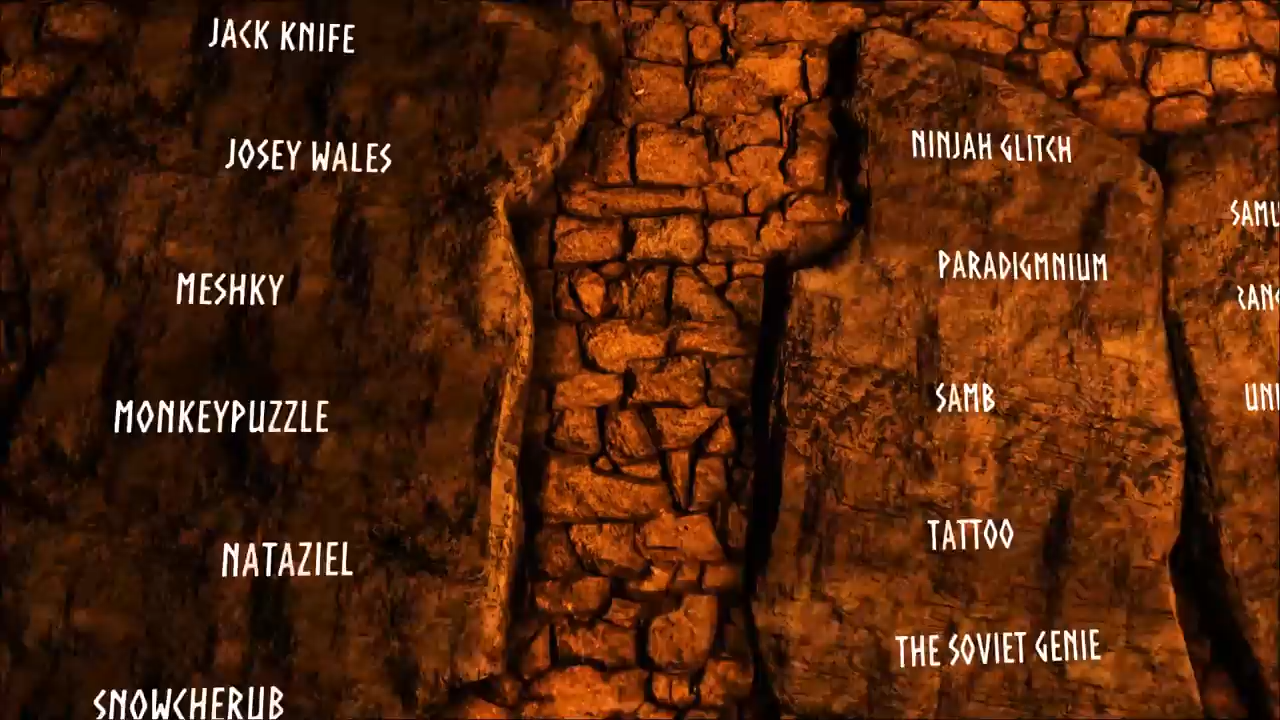 JACK KNIFE
JOSEY WALES
MESHKY
MONKEYPUZZLE
NATAZIEL
SNOWCHERUB
NINJAH GLITCH
PARADIGMNIUM
SAMB
TATTOO
THE SOVIET GENIE